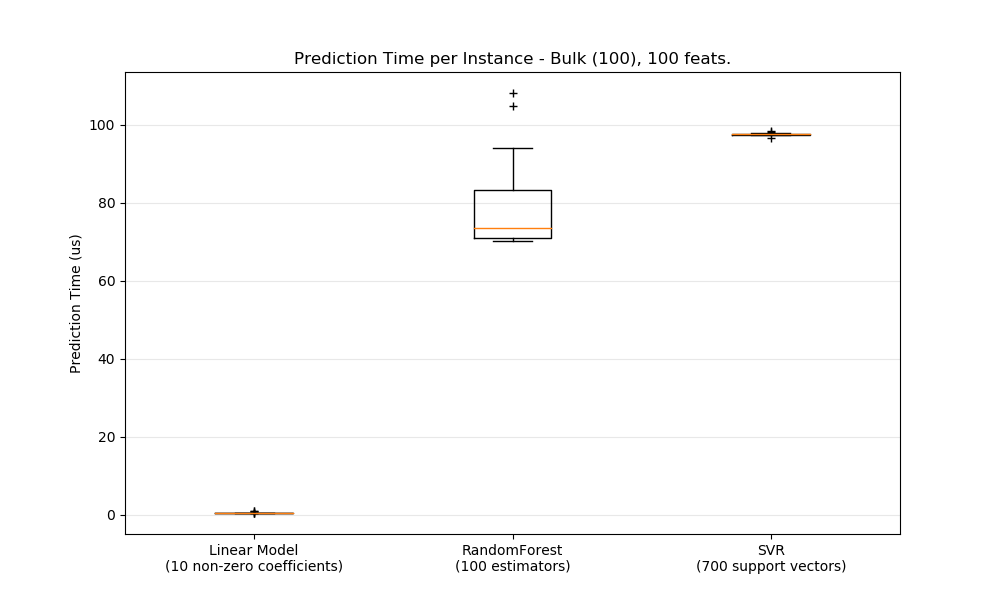 Prediction Time per Instance - Bulk (100), 100 feats.
Prediction Time (us)
100
80
60
40
20
0
Linear Model
(10 non-zero coefficients)
RandomForest
(100 estimators)
SVR
(700 support vectors)